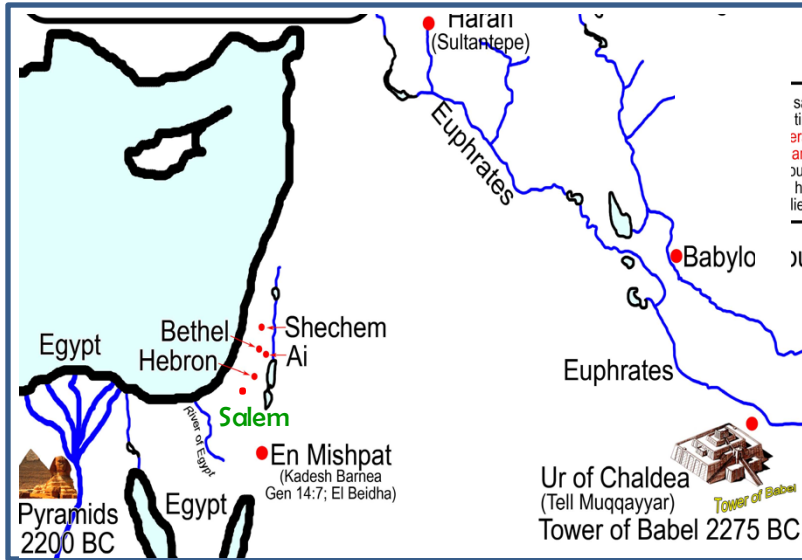 Haran
(Sultantepe)
Euphrates
Babylo
Shechem
Bethel
Ai
Egypt
Hebron
Euphrates
Salem
River of Egypt
En Mishpat
(Kadesh Barnea
Gen 14:7; El Beidha)
Ur of Chaldea
(Tell Muqqayyar)
Tower of Babel
Egypt
Pyramids
2200 BC
Tower of Babel 2275 BC